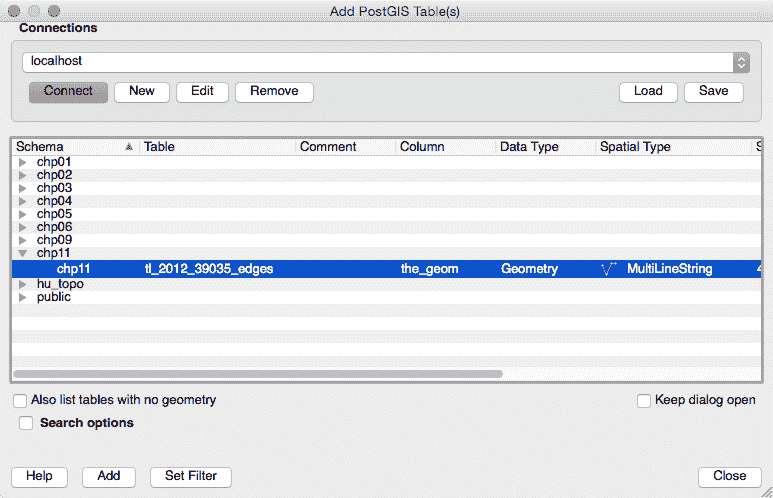 Add PostGIS Table(s)
Connections
localhost
Connect New Edit Remove Load Save
Schema Table Comment Column Data Type Spatial Type S
chp01
chp02
chp03
chp04
chp05
chp06
chp09
chp11
chp11 tl_2012_39035_edges the_geom Geometry MultiLineString 4
hu_topo
public
Also list tables with no geometry Keep dialog open
Search options
Help Add Set Filter Close